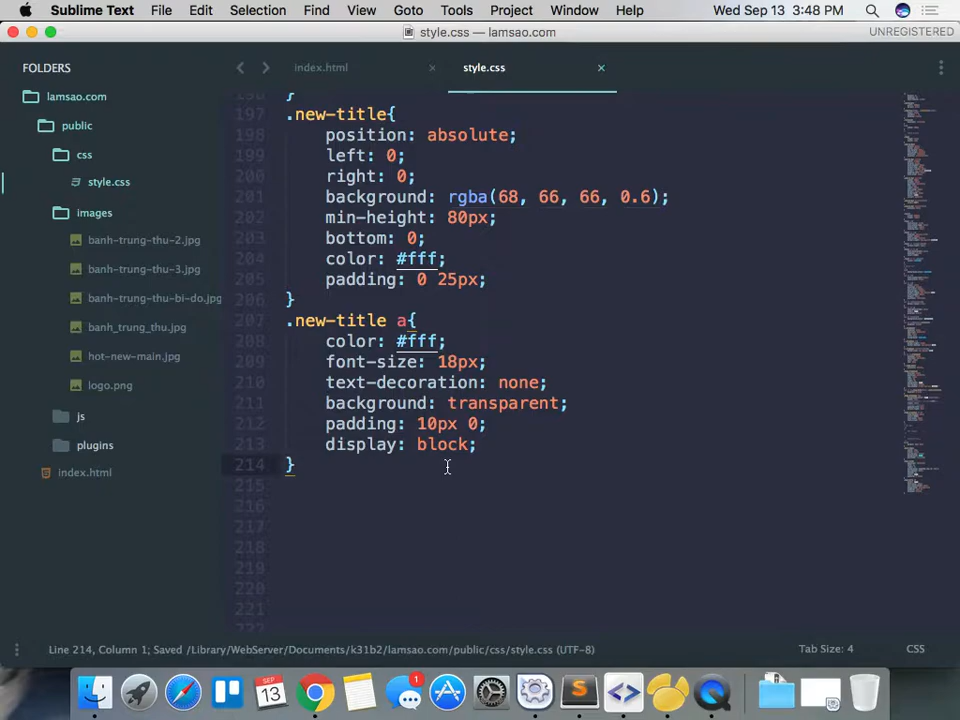 Sublime Text File Edit Selection Find View Goto Tools Project Window Help Wed Sep 13 3:48 PM
style.css — lamsao.com UNREGISTERED
FOLDERS
lamsao.com
public
css
style.css
images
banh-trung-thu-2.jpg
banh-trung-thu-3.jpg
banh-trung-thu-bi-do.jpg
banh_trung_thu.jpg
hot-new-main.jpg
logo.png
js
plugins
index.html
index.html × style.css ×
196 }
197 .new-title{
198 position: absolute;
199 left: 0;
200 right: 0;
201 background: rgba(68, 66, 66, 0.6);
202 min-height: 80px;
203 bottom: 0;
204 color: #fff;
205 padding: 0 25px;
206 }
207 .new-title a{
208 color: #fff;
209 font-size: 18px;
210 text-decoration: none;
211 background: transparent;
212 padding: 10px 0;
213 display: block;
214 }
215
216
217
218
219
220
221
222
Line 214, Column 1; Saved /Library/WebServer/Documents/k31b2/lamsao.com/public/css/style.css (UTF-8) Tab Size: 4 CSS
SEP
13
1